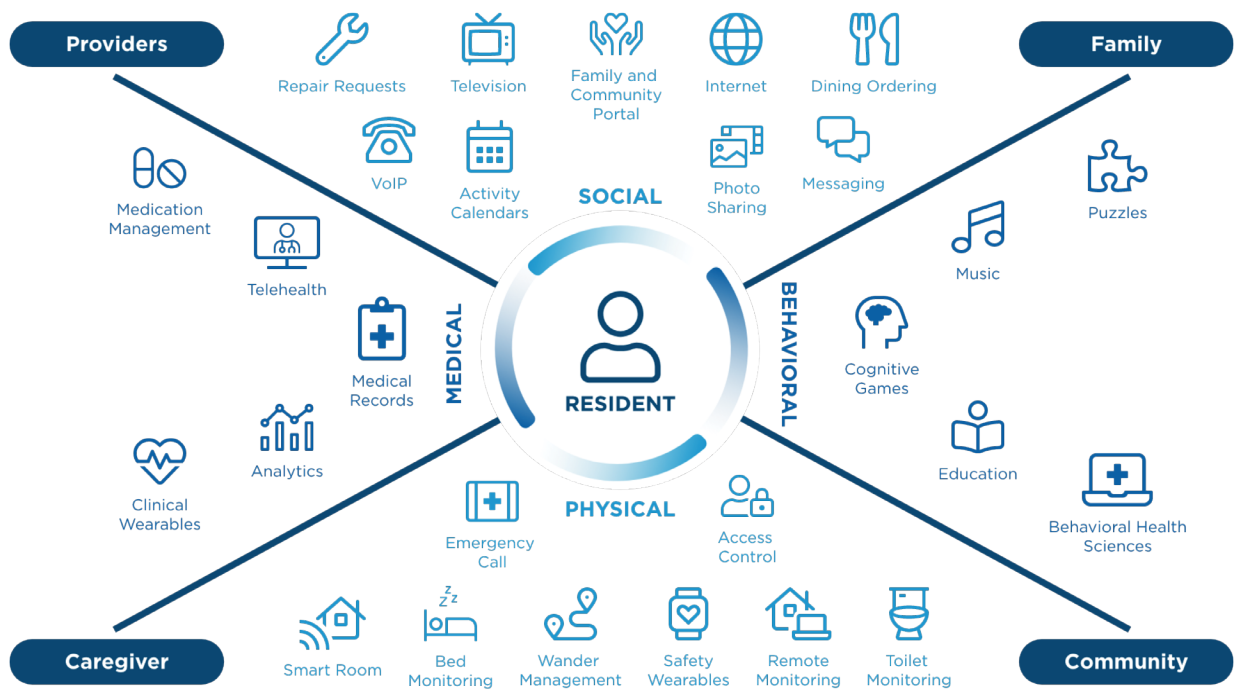 Providers
Family
Repair Requests
Television
Family and
Community
Portal
Internet
Dining Ordering
VoIP
Activity
Calendars
Photo
Sharing
Messaging
SOCIAL
Medication
Management
Telehealth
Medical
Records
Analytics
Clinical
Wearables
MEDICAL
RESIDENT
BEHAVIORAL
Puzzles
Music
Cognitive
Games
Education
Behavioral Health
Sciences
PHYSICAL
Emergency
Call
Access
Control
Smart Room
Bed
Monitoring
z z z
Wander
Management
Safety
Wearables
Remote
Monitoring
Toilet
Monitoring
Caregiver
Community